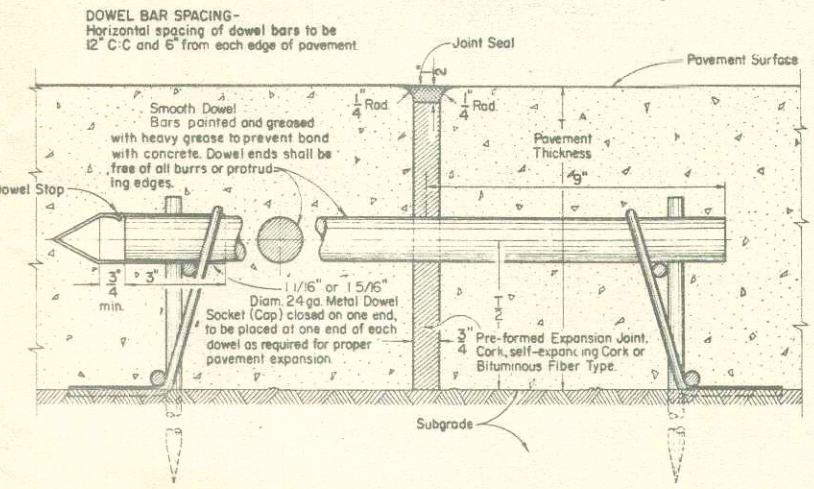 DOWEL BAR SPACING-
Horizontal spacing of dowel bars to be
12" C:C and 6" from each edge of pavement.
Joint Seal
Pavement Surface
1"
2
1" Rad.
4
1" Rad.
4
Smooth Dowel
Bars painted and greased
with heavy grease to prevent bond
with concrete. Dowel ends shall be
free of all burrs or protrud-
ing edges.
T
Pavement
Thickness
9"
Dowel Stop
3"
4
min.
3"
1 1/16" or 1 5/16"
Diam. 24 ga. Metal Dowel
Socket (Cap) closed on one end,
to be placed at one end of each
dowel as required for proper
pavement expansion.
T
2
3"
4
Pre-formed Expansion Joint,
Cork, self-expanding Cork or
Bituminous Fiber Type.
Subgrade